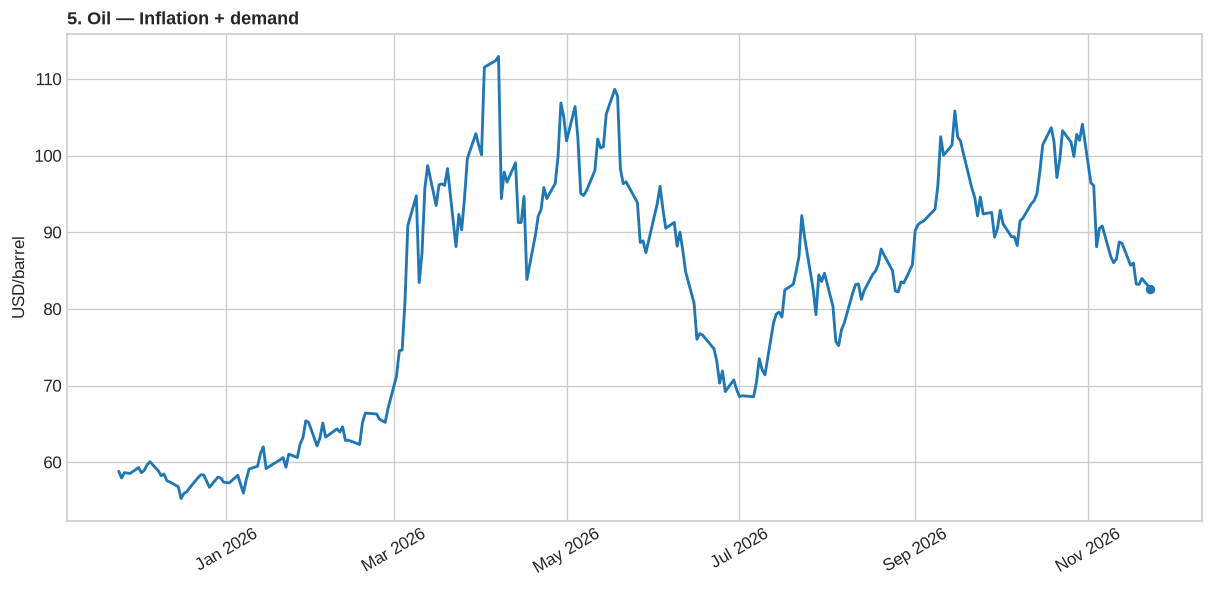 5. Oil — Inflation + demand
USD/barrel
110
100
90
80
70
60
Jan 2026
Mar 2026
May 2026
Jul 2026
Sep 2026
Nov 2026